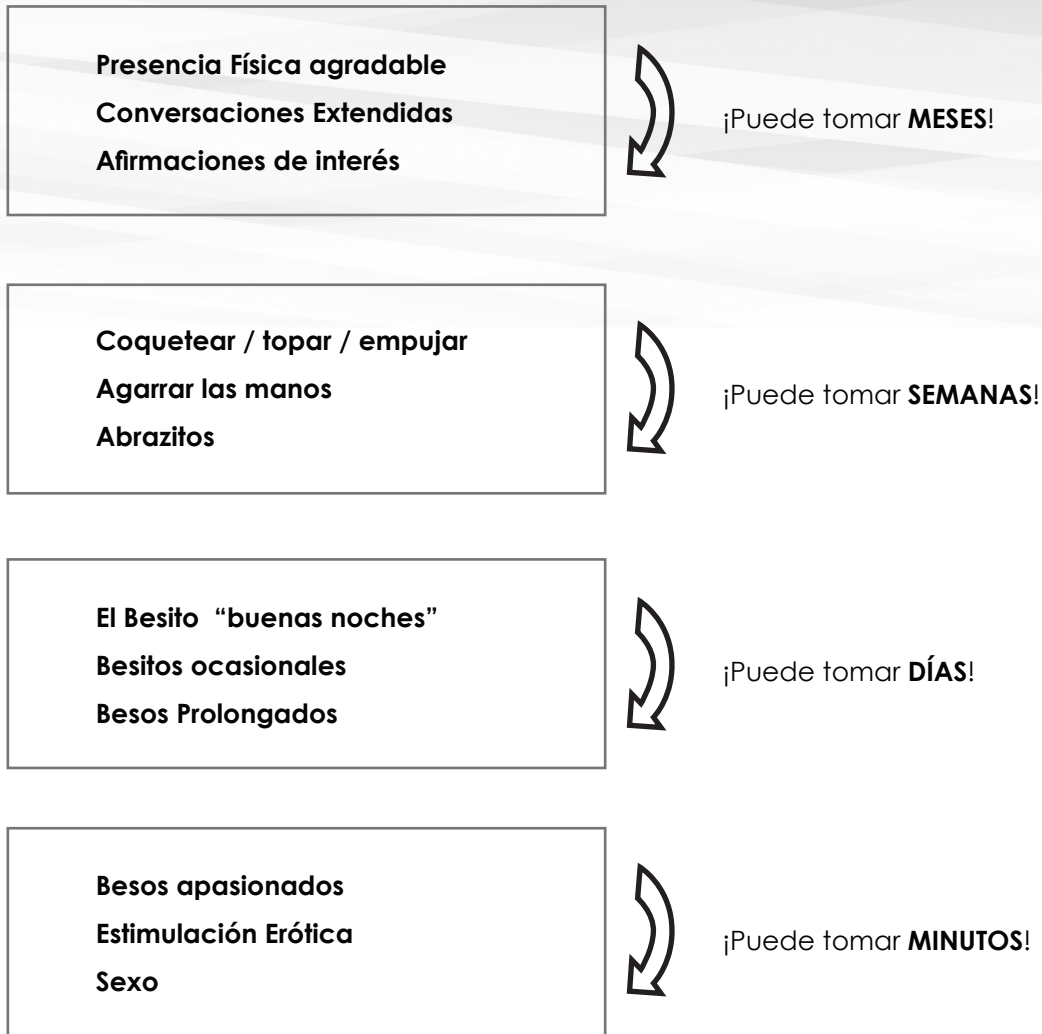 Presencia Física agradable
Conversaciones Extendidas
Afirmaciones de interés
¡Puede tomar MESES!
Coquetear / topar / empujar
Agarrar las manos
Abrazitos
¡Puede tomar SEMANAS!
El Besito “buenas noches”
Besitos ocasionales
Besos Prolongados
¡Puede tomar DÍAS!
Besos apasionados
Estimulación Erótica
Sexo
¡Puede tomar MINUTOS!